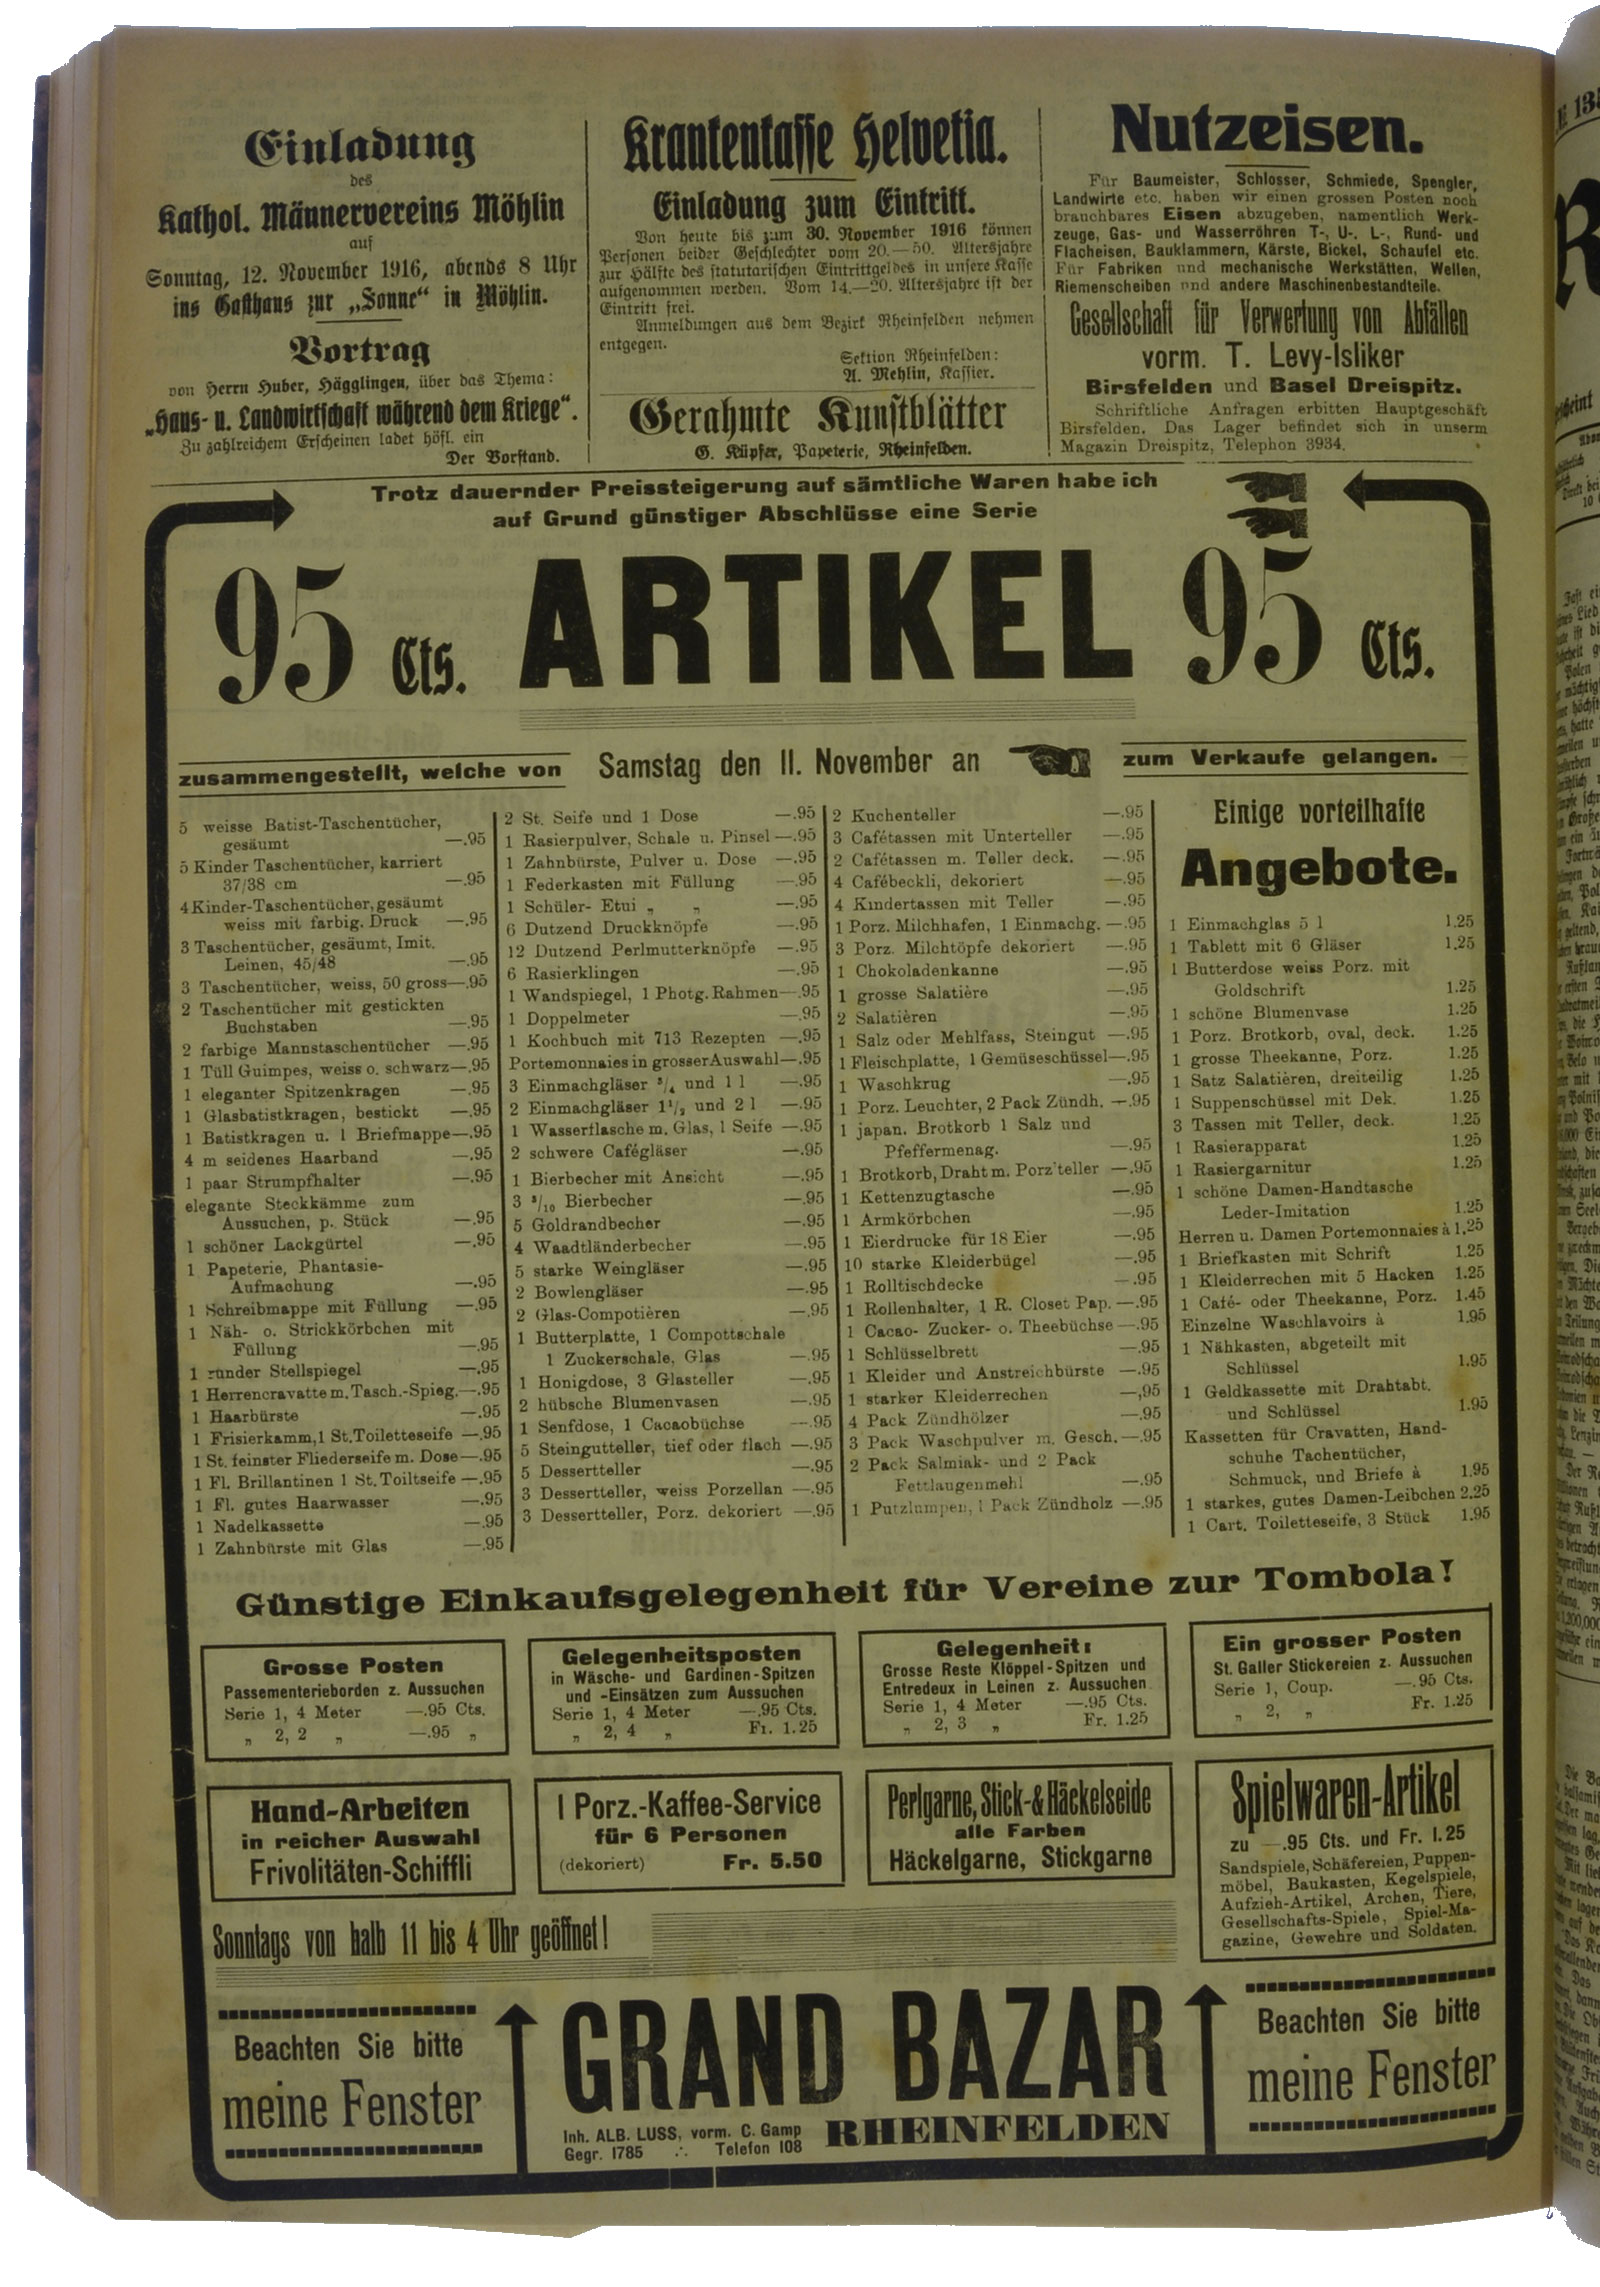 Einladung
des
Kathol. Männervereins Möhlin
auf
Sonntag, 12. November 1916, abends 8 Uhr
ins Gasthaus zur „Sonne“ in Möhlin.
Vortrag
von Herrn Huber, Hägglingen, über das Thema:
„Haus- u. Landwirtschaft während dem Kriege“.
Zu zahlreichem Erscheinen ladet höfl. ein
Der Vorstand.
Krankenkasse Helvetia.
Einladung zum Eintritt.
Von heute bis zum 30. November 1916 können
Personen beider Geschlechter vom 20.—50. Altersjahre
zur Hälfte des statutarischen Eintrittgeldes in unsere Kasse
aufgenommen werden. Vom 14.—20. Altersjahre ist der
Eintritt frei.
Anmeldungen aus dem Bezirk Rheinfelden nehmen
entgegen.
Sektion Rheinfelden:
A. Mehlin, Kassier.
Gerahmte Kunstblätter
G. Küpfer, Papeterie, Rheinfelden.
Nutzeisen.
Für Baumeister, Schlosser, Schmiede, Spengler,
Landwirte etc. haben wir einen grossen Posten noch
brauchbares Eisen abzugeben, namentlich Werk-
zeuge, Gas- und Wasserröhren T-, U-, L-, Rund- und
Flacheisen, Bauklammern, Kärste, Bickel, Schaufel etc.
Für Fabriken und mechanische Werkstätten, Wellen,
Riemenscheiben und andere Maschinenbestandteile.
Gesellschaft für Verwertung von Abfällen
vorm. T. Levy-Isliker
Birsfelden und Basel Dreispitz.
Schriftliche Anfragen erbitten Hauptgeschäft
Birsfelden. Das Lager befindet sich in unserm
Magazin Dreispitz, Telephon 3934.
Trotz dauernder Preissteigerung auf sämtliche Waren habe ich
auf Grund günstiger Abschlüsse eine Serie
95 Cts. ARTIKEL 95 Cts.
zusammengestellt, welche von Samstag den 11. November an zum Verkaufe gelangen.
5 weisse Batist-Taschentücher,
gesäumt —.95
5 Kinder Taschentücher, karriert
37/38 cm —.95
4 Kinder-Taschentücher, gesäumt
weiss mit farbig. Druck —.95
3 Taschentücher, gesäumt, Imit.
Leinen, 45/48 —.95
3 Taschentücher, weiss, 50 gross —.95
2 Taschentücher mit gestickten
Buchstaben —.95
2 farbige Mannstaschentücher —.95
1 Tüll Guimpes, weiss o. schwarz —.95
1 eleganter Spitzenkragen —.95
1 Glasbatistkragen, bestickt —.95
1 Batistkragen u. 1 Briefmappe —.95
4 m seidenes Haarband —.95
1 paar Strumpfhalter —.95
elegante Steckkämme zum
Aussuchen, p. Stück —.95
1 schöner Lackgürtel —.95
1 Papeterie, Phantasie-
Aufmachung —.95
1 Schreibmappe mit Füllung —.95
1 Näh- o. Strickkörbchen mit
Füllung —.95
1 runder Stellspiegel —.95
1 Herrencravatte m. Tasch.-Spieg. —.95
1 Haarbürste —.95
1 Frisierkamm, 1 St. Toiletteseife —.95
1 St. feinster Fliederseife m. Dose —.95
1 Fl. Brillantinen 1 St. Toiltseife —.95
1 Fl. gutes Haarwasser —.95
1 Nadelkassette —.95
1 Zahnbürste mit Glas —.95
2 St. Seife und 1 Dose —.95
1 Rasierpulver, Schale u. Pinsel —.95
1 Zahnbürste, Pulver u. Dose —.95
1 Federkasten mit Füllung —.95
1 Schüler- Etui „ „ —.95
6 Dutzend Druckknöpfe —.95
12 Dutzend Perlmutterknöpfe —.95
6 Rasierklingen —.95
1 Wandspiegel, 1 Photg. Rahmen —.95
1 Doppelmeter —.95
1 Kochbuch mit 713 Rezepten —.95
Portemonnaies in grosser Auswahl —.95
3 Einmachgläser ¾ und 1 l —.95
2 Einmachgläser 1½ und 2 l —.95
1 Wasserflasche m. Glas, 1 Seife —.95
2 schwere Cafégläser —.95
1 Bierbecher mit Ansicht —.95
3 3/10 Bierbecher —.95
5 Goldrandbecher —.95
4 Waadtländerbecher —.95
5 starke Weingläser —.95
2 Bowlengläser —.95
2 Glas-Compotièren —.95
1 Butterplatte, 1 Compottschale
1 Zuckerschale, Glas —.95
1 Honigdose, 3 Glasteller —.95
2 hübsche Blumenvasen —.95
1 Senfdose, 1 Cacaobüchse —.95
5 Steingutteller, tief oder flach —.95
5 Dessertteller —.95
3 Dessertteller, weiss Porzellan —.95
3 Dessertteller, Porz. dekoriert —.95
2 Kuchenteller —.95
3 Cafétassen mit Unterteller —.95
2 Cafétassen m. Teller deck. —.95
4 Cafébeckli, dekoriert —.95
4 Kindertassen mit Teller —.95
1 Porz. Milchhafen, 1 Einmachg. —.95
3 Porz. Milchtöpfe dekoriert —.95
1 Chokoladenkanne —.95
1 grosse Salatière —.95
2 Salatièren —.95
1 Salz oder Mehlfass, Steingut —.95
1 Fleischplatte, 1 Gemüseschüssel —.95
1 Waschkrug —.95
1 Porz. Leuchter, 2 Pack Zündh. —.95
1 japan. Brotkorb 1 Salz und
Pfeffermenag. —.95
1 Brotkorb, Draht m. Porz'teller —.95
1 Kettenzugtasche —.95
1 Armkörbchen —.95
1 Eierdrucke für 18 Eier —.95
10 starke Kleiderbügel —.95
1 Rolltischdecke —.95
1 Rollenhalter, 1 R. Closet Pap. —.95
1 Cacao- Zucker- o. Theebüchse —.95
1 Schlüsselbrett —.95
1 Kleider und Anstreichbürste —.95
1 starker Kleiderrechen —,95
4 Pack Zündhölzer —.95
3 Pack Waschpulver m. Gesch. —.95
2 Pack Salmiak- und 2 Pack
Fettlaugenmehl —.95
1 Putzlumpen, 1 Pack Zündholz —.95
Einige vorteilhafte
Angebote.
1 Einmachglas 5 l 1.25
1 Tablett mit 6 Gläser 1.25
1 Butterdose weiss Porz. mit
Goldschrift 1.25
1 schöne Blumenvase 1.25
1 Porz. Brotkorb, oval, deck. 1.25
1 grosse Theekanne, Porz. 1.25
1 Satz Salatièren, dreiteilig 1.25
1 Suppenschüssel mit Dek. 1.25
3 Tassen mit Teller, deck. 1.25
1 Rasierapparat 1.25
1 Rasiergarnitur 1.25
1 schöne Damen-Handtasche
Leder-Imitation 1.25
Herren u. Damen Portemonnaies à 1,25
1 Briefkasten mit Schrift 1.25
1 Kleiderrechen mit 5 Hacken 1.25
1 Café- oder Theekanne, Porz. 1.45
Einzelne Waschlavoirs à 1,95
1 Nähkasten, abgeteilt mit
Schlüssel 1.95
1 Geldkassette mit Drahtabt.
und Schlüssel 1.95
Kassetten für Cravatten, Hand-
schuhe Tachentücher,
Schmuck, und Briefe à 1.95
1 starkes, gutes Damen-Leibchen 2.25
1 Cart. Toiletteseife, 3 Stück 1.95
Günstige Einkaufsgelegenheit für Vereine zur Tombola!
Grosse Posten
Passementerieborden z. Aussuchen
Serie 1, 4 Meter —.95 Cts.
„ 2, 2 „ —.95 „
Gelegenheitsposten
in Wäsche- und Gardinen-Spitzen
und -Einsätzen zum Aussuchen
Serie 1, 4 Meter —.95 Cts.
„ 2, 4 „ Fr. 1.25
Gelegenheit:
Grosse Reste Klöppel-Spitzen und
Entredeux in Leinen z. Aussuchen
Serie 1, 4 Meter —.95 Cts.
„ 2, 3 „ Fr. 1.25
Ein grosser Posten
St. Galler Stickereien z. Aussuchen
Serie 1, Coup. —.95 Cts.
„ 2, „ Fr. 1.25
Hand-Arbeiten
in reicher Auswahl
Frivolitäten-Schiffli
1 Porz.-Kaffee-Service
für 6 Personen
(dekoriert) Fr. 5.50
Perlgarne, Stick-& Häckelseide
alle Farben
Häckelgarne, Stickgarne
Spielwaren-Artikel
zu —.95 Cts. und Fr. 1.25
Sandspiele, Schäfereien, Puppen-
möbel, Baukasten, Kegelspiele,
Aufzieh-Artikel, Archen, Tiere,
Gesellschafts-Spiele, Spiel-Ma-
gazine, Gewehre und Soldaten.
Sonntags von halb 11 bis 4 Uhr geöffnet!
Beachten Sie bitte
meine Fenster
GRAND BAZAR
Inh. ALB. LUSS, vorm. C. Gamp
Gegr. 1785 ∴ Telefon 108
RHEINFELDEN
Beachten Sie bitte
meine Fenster